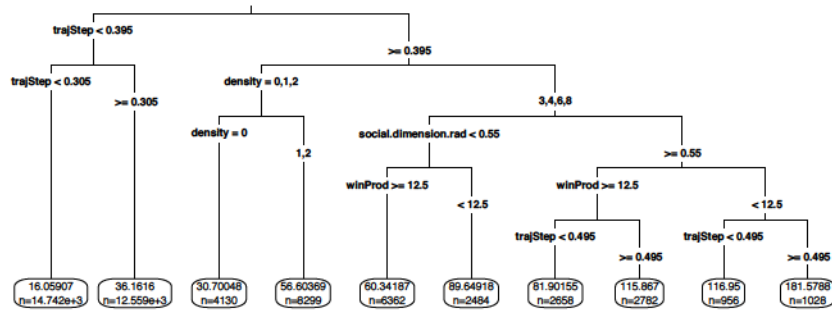 trajStep < 0.395
>= 0.395
trajStep < 0.305
>= 0.305
density = 0,1,2
3,4,6,8
density = 0
1,2
social.dimension.rad < 0.55
>= 0.55
winProd >= 12.5
< 12.5
winProd >= 12.5
< 12.5
trajStep < 0.495
>= 0.495
trajStep < 0.495
>= 0.495
16.05907
n=14.742e+3
36.1616
n=12.559e+3
30.70048
n=4130
56.60369
n=8299
60.34187
n=6362
89.64918
n=2484
81.90155
n=2658
115.867
n=2782
116.95
n=956
181.5788
n=1028